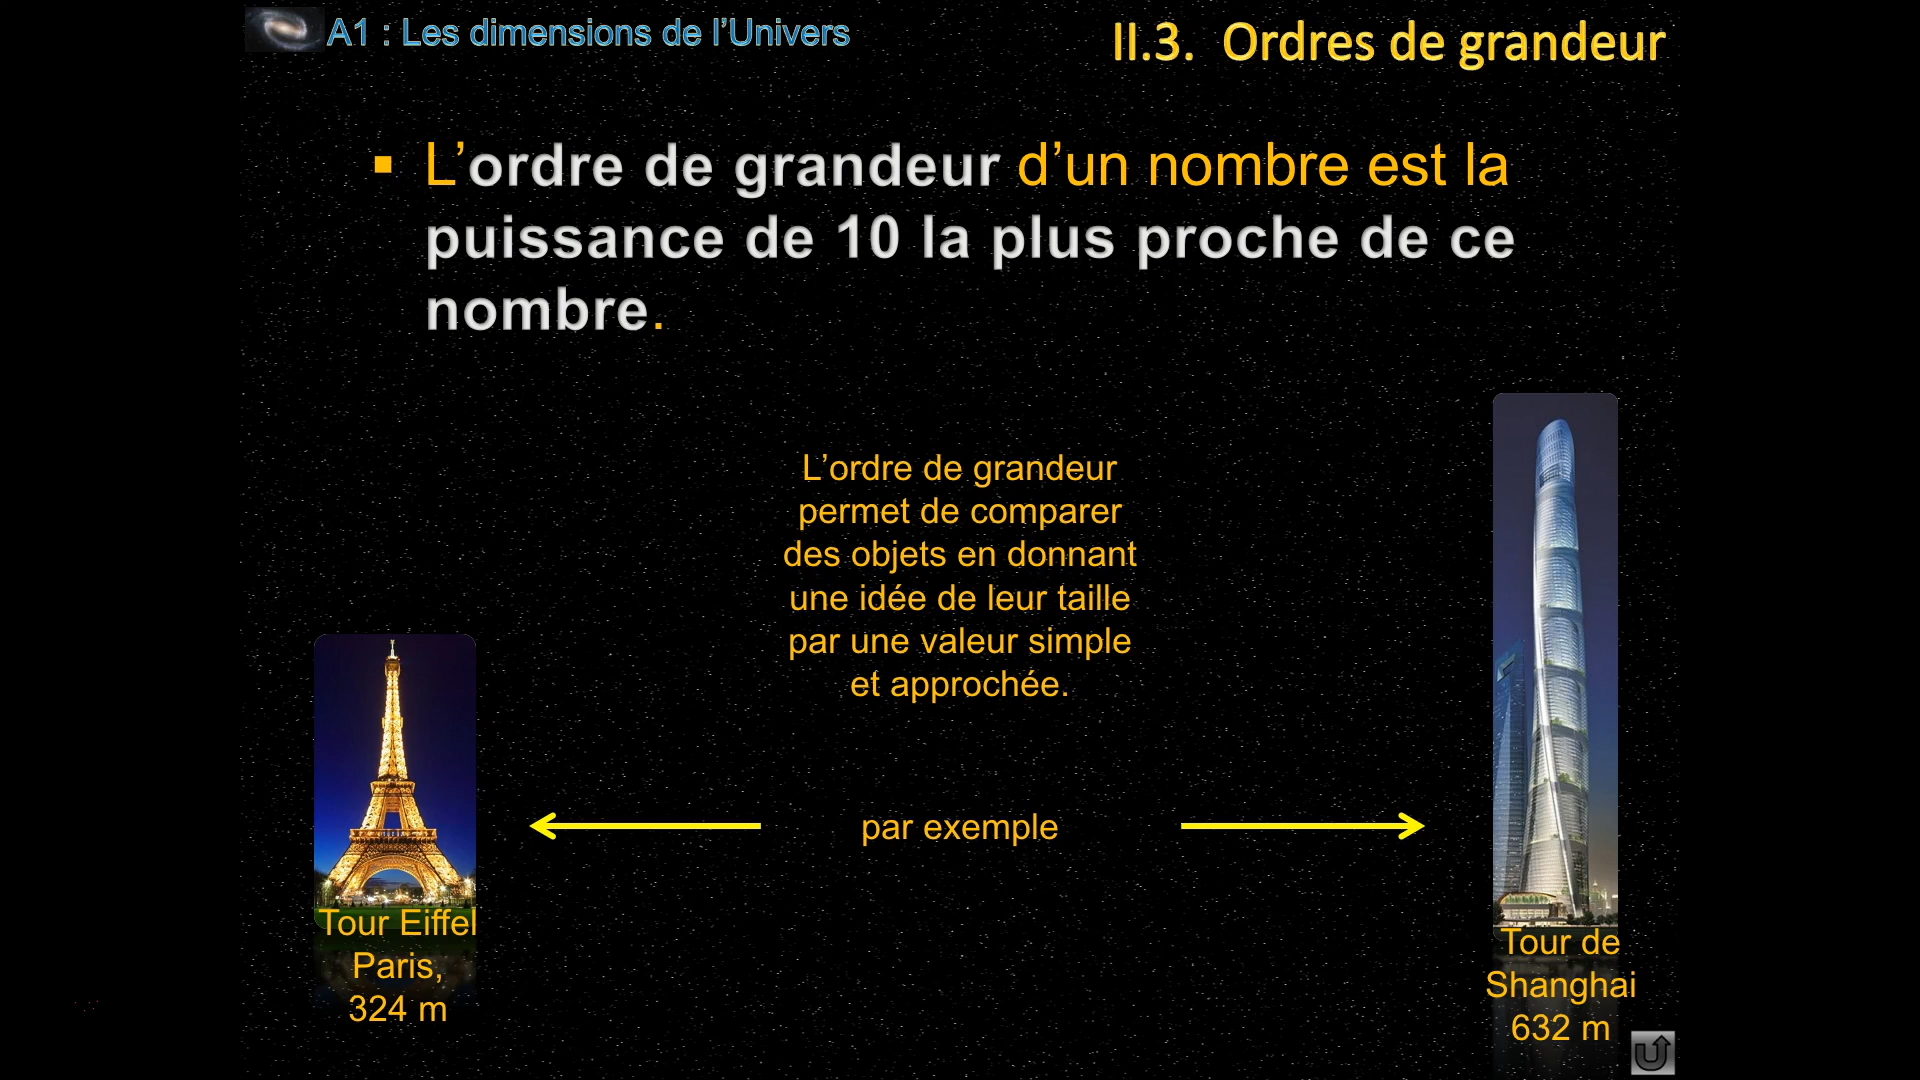 A1 : Les dimensions de l’Univers
II.3. Ordres de grandeur
▪ L’ordre de grandeur d’un nombre est la
puissance de 10 la plus proche de ce
nombre.
L’ordre de grandeur
permet de comparer
des objets en donnant
une idée de leur taille
par une valeur simple
et approchée.
par exemple
Tour Eiffel
Paris,
324 m
Tour de
Shanghai
632 m